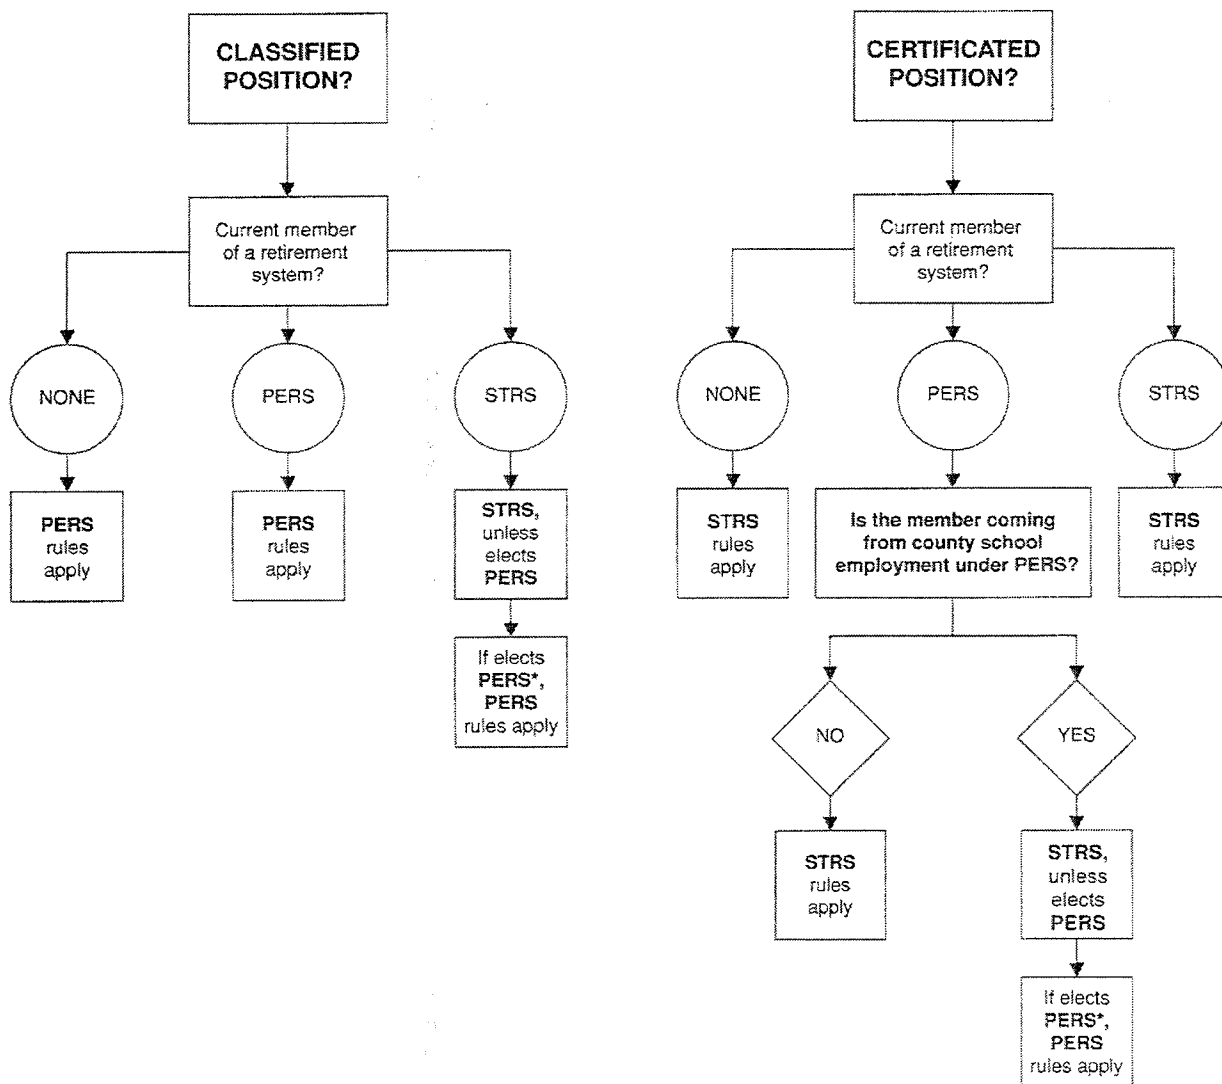 CLASSIFIED
POSITION?
Current member
of a retirement
system?
NONE
PERS
STRS
PERS
rules
apply
PERS
rules
apply
STRS,
unless
elects
PERS
If elects
PERS*,
PERS
rules apply
CERTIFICATED
POSITION?
Current member
of a retirement
system?
NONE
PERS
STRS
STRS
rules
apply
Is the member coming
from county school
employment under PERS?
STRS
rules
apply
NO
YES
STRS
rules
apply
STRS,
unless
elects
PERS
If elects
PERS*,
PERS
rules apply